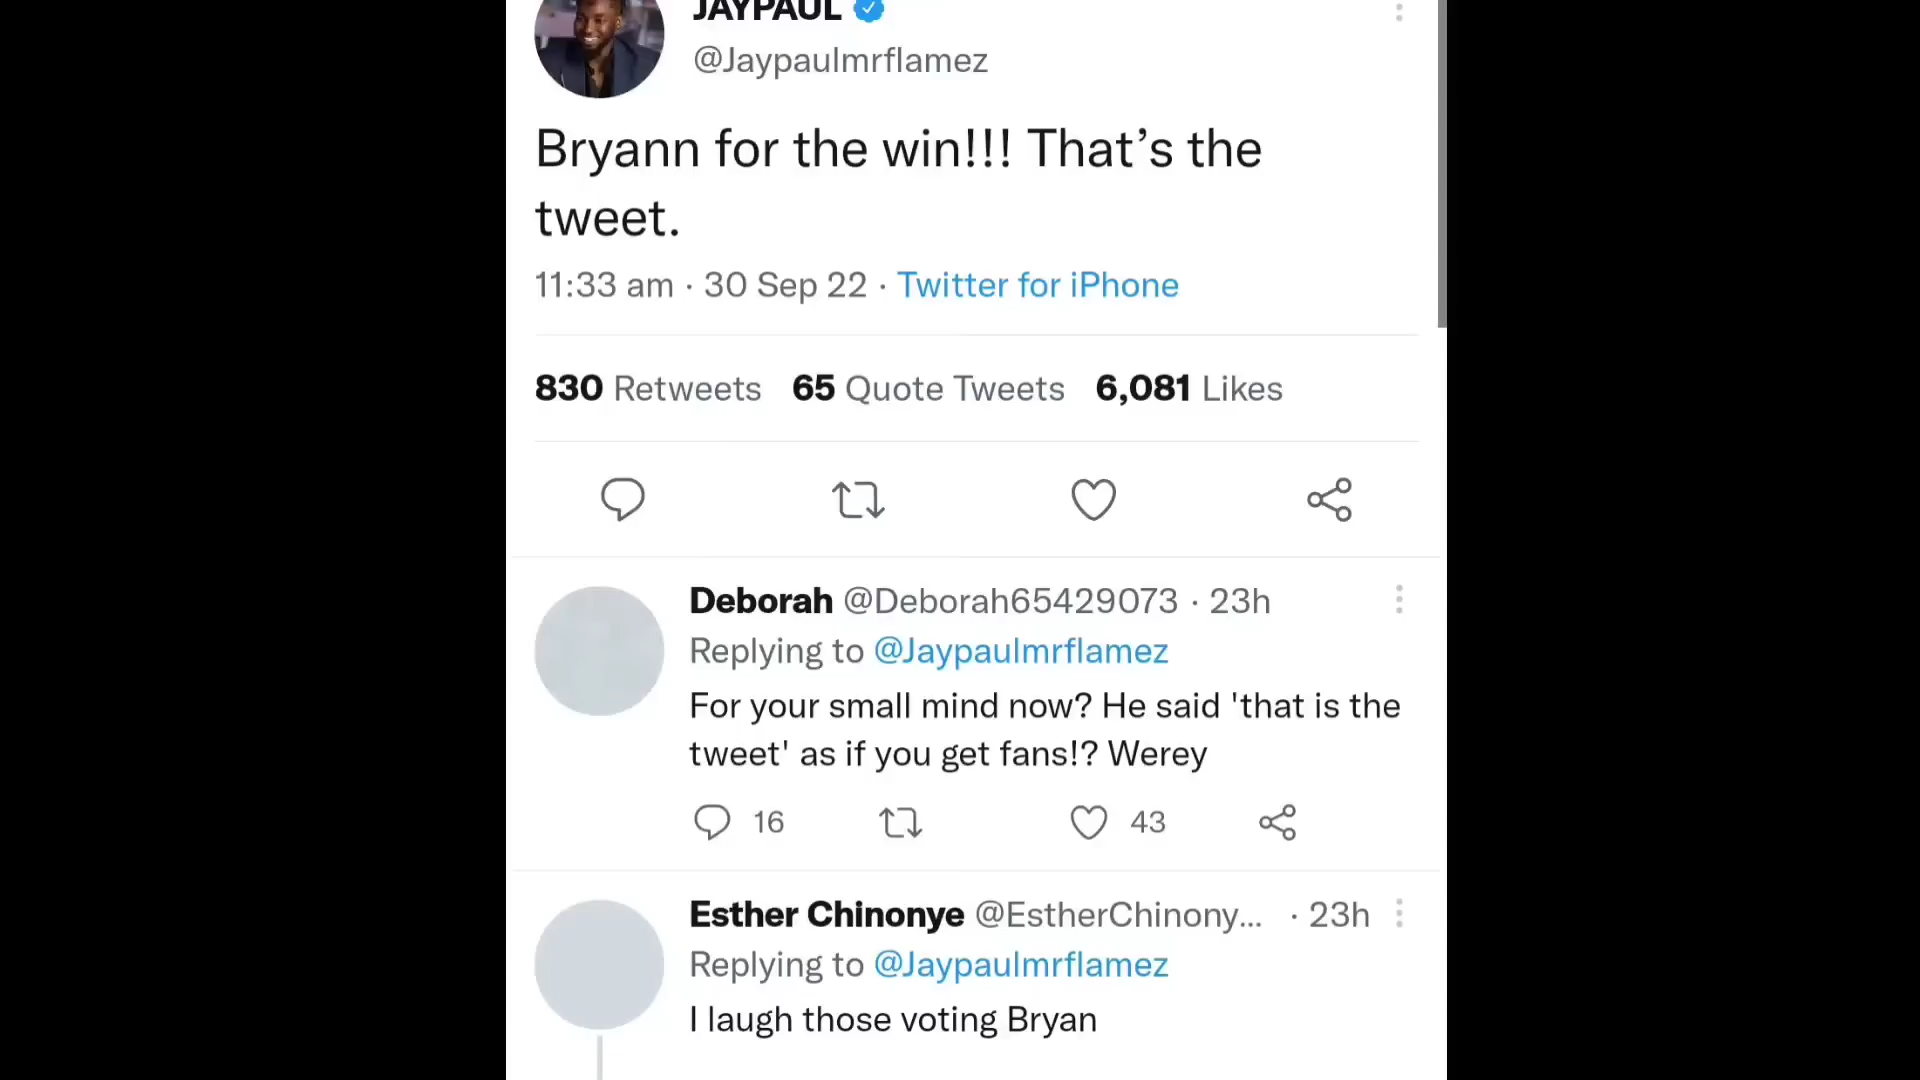 JAYPAUL
@Jaypaulmrflamez
Bryann for the win!!! That’s the
tweet.
11:33 am · 30 Sep 22 · Twitter for iPhone
830 Retweets 65 Quote Tweets 6,081 Likes
Deborah @Deborah65429073 · 23h
Replying to @Jaypaulmrflamez
For your small mind now? He said 'that is the
tweet' as if you get fans!? Werey
16 43
Esther Chinonye @EstherChinony... · 23h
Replying to @Jaypaulmrflamez
I laugh those voting Bryan